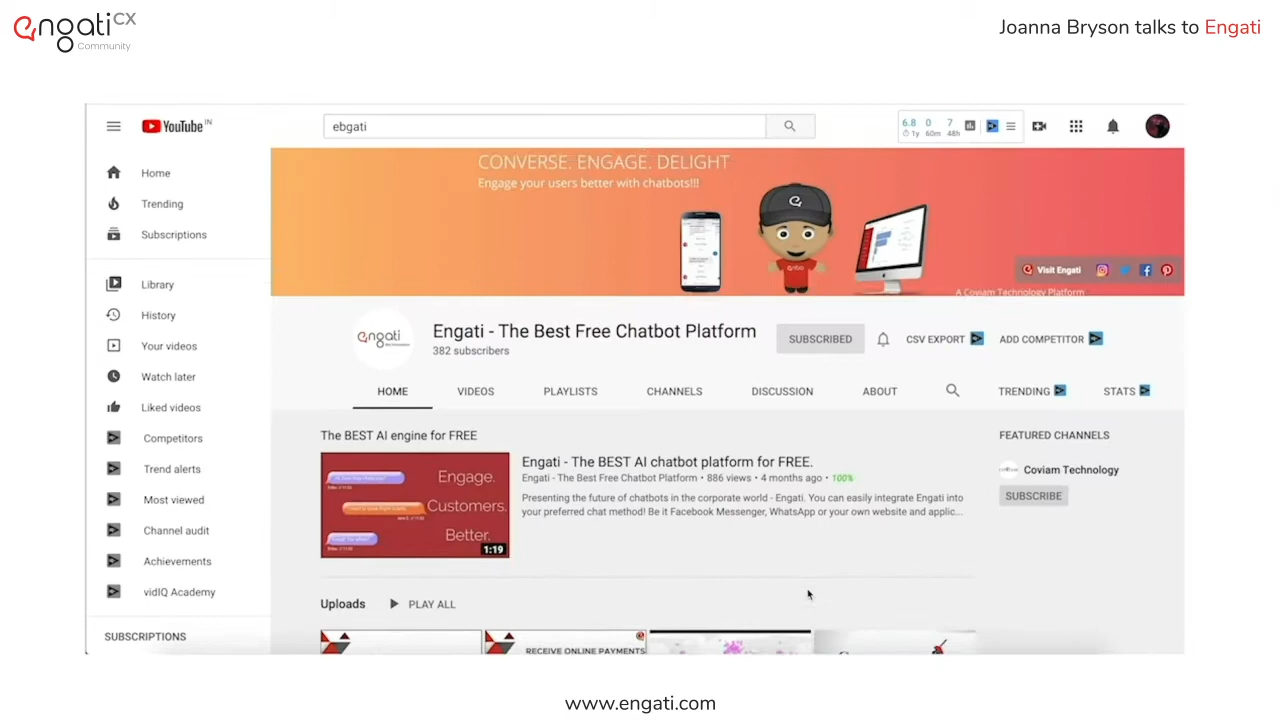 engati CX
Community
Joanna Bryson talks to Engati
YouTube IN
ebgati
6.8 0 7
1y 60m 48h
Home
Trending
Subscriptions
Library
History
Your videos
Watch later
Liked videos
Competitors
Trend alerts
Most viewed
Channel audit
Achievements
vidIQ Academy
SUBSCRIPTIONS
CONVERSE. ENGAGE. DELIGHT
Engage your users better with chatbots!!!
engati
Visit Engati
A Coviam Technology Platform
engati
Engati - The Best Free Chatbot Platform
382 subscribers
SUBSCRIBED
CSV EXPORT
ADD COMPETITOR
HOME VIDEOS PLAYLISTS CHANNELS DISCUSSION ABOUT TRENDING STATS
The BEST AI engine for FREE
Engage.
Customers.
Better.
1:19
Engati - The BEST AI chatbot platform for FREE.
Engati - The Best Free Chatbot Platform • 886 views • 4 months ago • 100%
Presenting the future of chatbots in the corporate world - Engati. You can easily integrate Engati into
your preferred chat method! Be it Facebook Messenger, WhatsApp or your own website and applic...
FEATURED CHANNELS
Coviam Technology
SUBSCRIBE
Uploads PLAY ALL
RECEIVE ONLINE PAYMENTS
www.engati.com